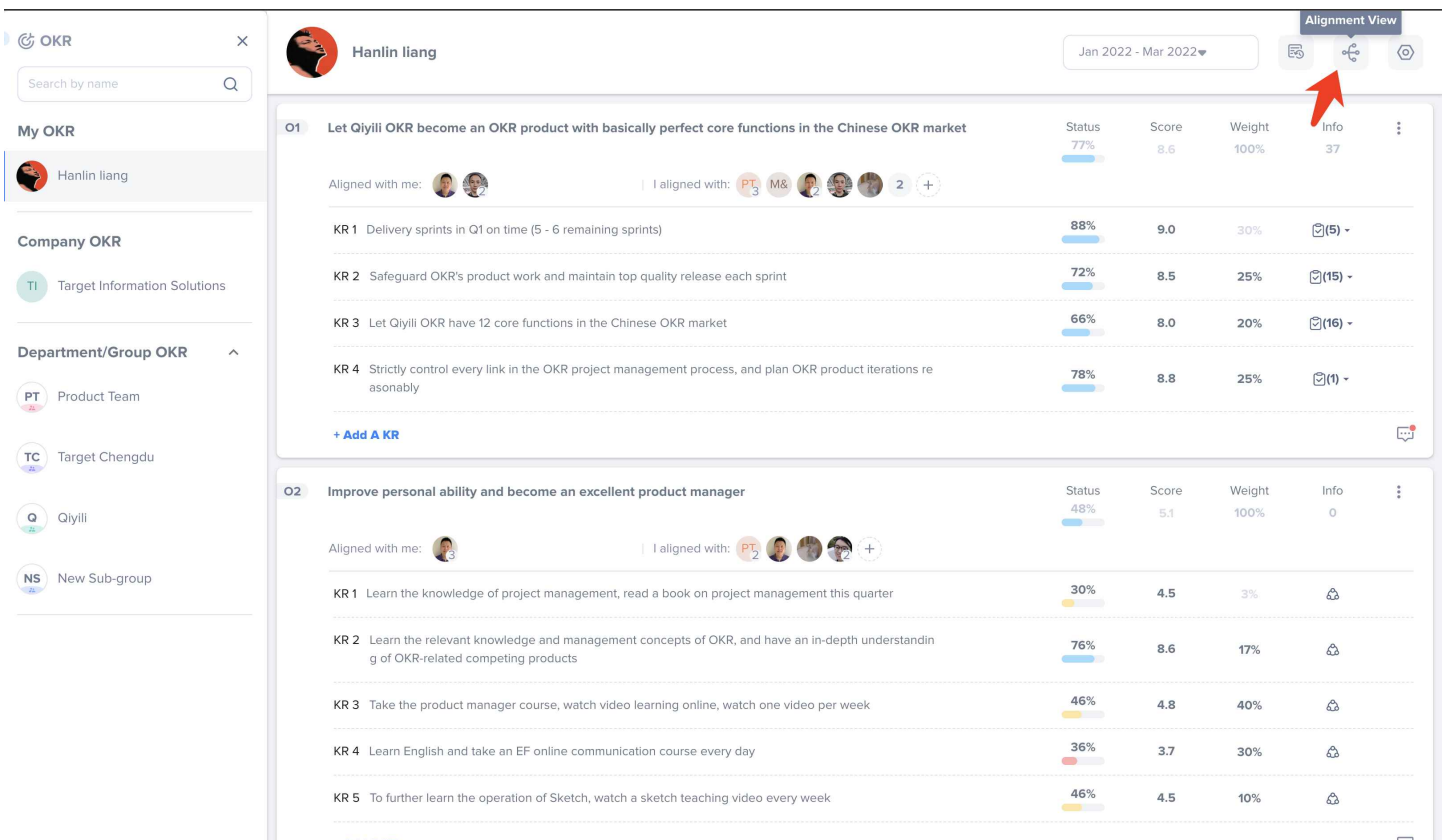 Alignment View
OKR
Search by name
My OKR
Hanlin liang
Company OKR
TI Target Information Solutions
Department/Group OKR
PT Product Team
TC Target Chengdu
Q Qiyili
NS New Sub-group
Hanlin liang
Jan 2022 - Mar 2022
O1 Let Qiyili OKR become an OKR product with basically perfect core functions in the Chinese OKR market Status Score Weight Info
77% 8.6 100% 37
Aligned with me: 2 I aligned with: PT 3 M& 2 2 +
KR 1 Delivery sprints in Q1 on time (5 - 6 remaining sprints) 88% 9.0 30% (5)
KR 2 Safeguard OKR's product work and maintain top quality release each sprint 72% 8.5 25% (15)
KR 3 Let Qiyili OKR have 12 core functions in the Chinese OKR market 66% 8.0 20% (16)
KR 4 Strictly control every link in the OKR project management process, and plan OKR product iterations re
asonably 78% 8.8 25% (1)
+ Add A KR
O2 Improve personal ability and become an excellent product manager Status Score Weight Info
48% 5.1 100% 0
Aligned with me: 3 I aligned with: PT 2 2 +
KR 1 Learn the knowledge of project management, read a book on project management this quarter 30% 4.5 3%
KR 2 Learn the relevant knowledge and management concepts of OKR, and have an in-depth understandin
g of OKR-related competing products 76% 8.6 17%
KR 3 Take the product manager course, watch video learning online, watch one video per week 46% 4.8 40%
KR 4 Learn English and take an EF online communication course every day 36% 3.7 30%
KR 5 To further learn the operation of Sketch, watch a sketch teaching video every week 46% 4.5 10%